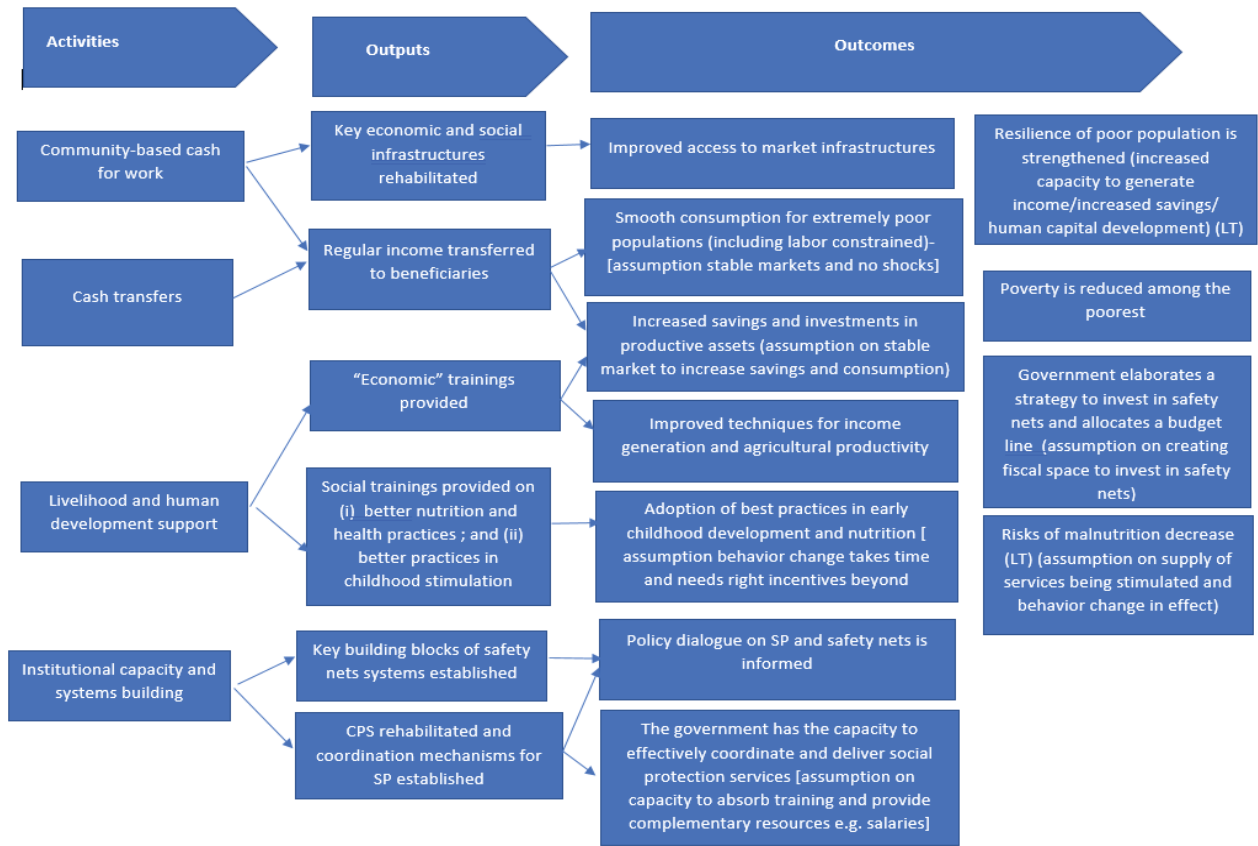 Activities
Outputs
Outcomes
Community-based cash
for work
Cash transfers
Livelihood and human
development support
Institutional capacity and
systems building
Key economic and social
infrastructures
rehabilitated
Regular income transferred
to beneficiaries
“Economic” trainings
provided
Social trainings provided on
(i) better nutrition and
health practices ; and (ii)
better practices in
childhood stimulation
Key building blocks of safety
nets systems established
CPS rehabilitated and
coordination mechanisms for
SP established
Improved access to market infrastructures
Smooth consumption for extremely poor
populations (including labor constrained)-
[assumption stable markets and no shocks]
Increased savings and investments in
productive assets (assumption on stable
market to increase savings and consumption)
Improved techniques for income
generation and agricultural productivity
Adoption of best practices in early
childhood development and nutrition [
assumption behavior change takes time
and needs right incentives beyond
Policy dialogue on SP and safety nets is
informed
The government has the capacity to
effectively coordinate and deliver social
protection services [assumption on
capacity to absorb training and provide
complementary resources e.g. salaries]
Resilience of poor population is
strengthened (increased
capacity to generate
income/increased savings/
human capital development) (LT)
Poverty is reduced among the
poorest
Government elaborates a
strategy to invest in safety
nets and allocates a budget
line (assumption on creating
fiscal space to invest in safety
nets)
Risks of malnutrition decrease
(LT) (assumption on supply of
services being stimulated and
behavior change in effect)